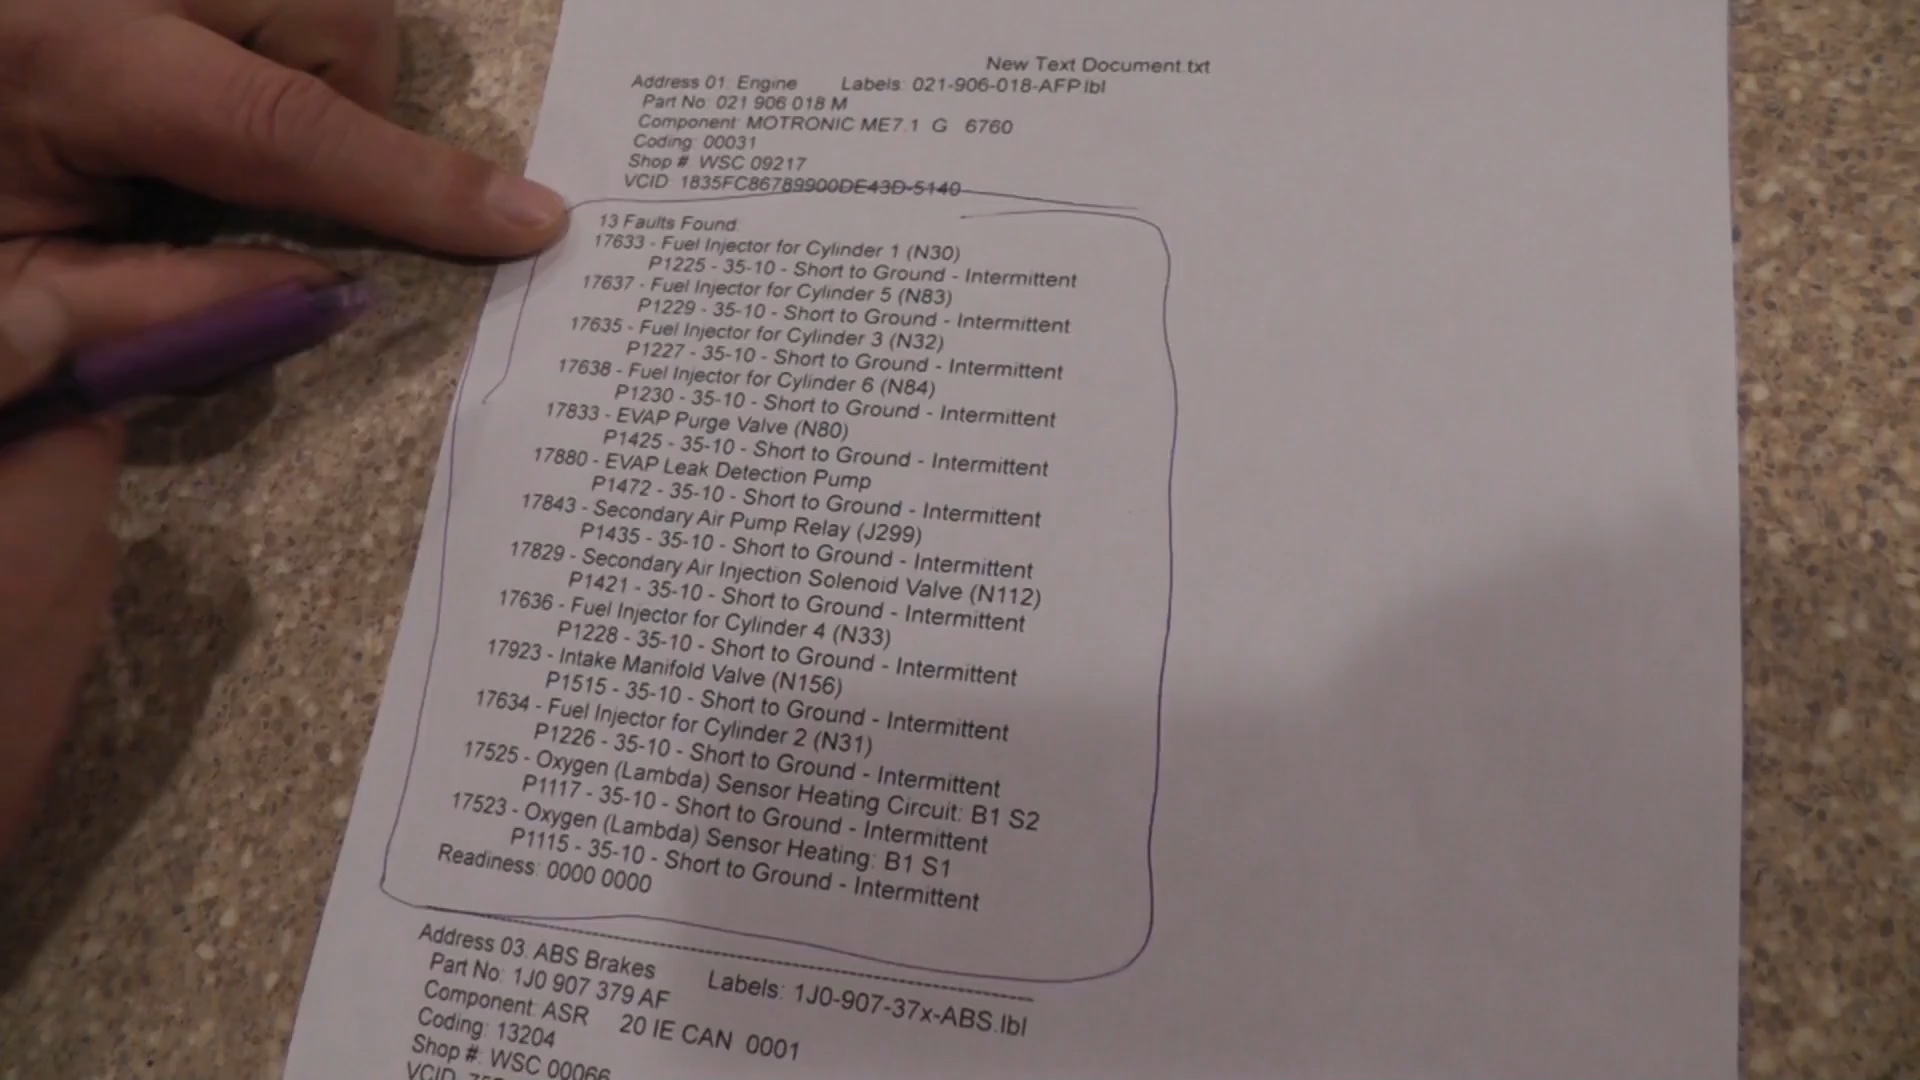 New Text Document.txt
Address 01: Engine Labels: 021-906-018-AFP.lbl
Part No: 021 906 018 M
Component: MOTRONIC ME7.1 G 6760
Coding: 00031
Shop #: WSC 09217
VCID: 1835FC86789900DE43D-5140
13 Faults Found:
17633 - Fuel Injector for Cylinder 1 (N30)
P1225 - 35-10 - Short to Ground - Intermittent
17637 - Fuel Injector for Cylinder 5 (N83)
P1229 - 35-10 - Short to Ground - Intermittent
17635 - Fuel Injector for Cylinder 3 (N32)
P1227 - 35-10 - Short to Ground - Intermittent
17638 - Fuel Injector for Cylinder 6 (N84)
P1230 - 35-10 - Short to Ground - Intermittent
17833 - EVAP Purge Valve (N80)
P1425 - 35-10 - Short to Ground - Intermittent
17880 - EVAP Leak Detection Pump
P1472 - 35-10 - Short to Ground - Intermittent
17843 - Secondary Air Pump Relay (J299)
P1435 - 35-10 - Short to Ground - Intermittent
17829 - Secondary Air Injection Solenoid Valve (N112)
P1421 - 35-10 - Short to Ground - Intermittent
17636 - Fuel Injector for Cylinder 4 (N33)
P1228 - 35-10 - Short to Ground - Intermittent
17923 - Intake Manifold Valve (N156)
P1515 - 35-10 - Short to Ground - Intermittent
17634 - Fuel Injector for Cylinder 2 (N31)
P1226 - 35-10 - Short to Ground - Intermittent
17525 - Oxygen (Lambda) Sensor Heating Circuit: B1 S2
P1117 - 35-10 - Short to Ground - Intermittent
17523 - Oxygen (Lambda) Sensor Heating: B1 S1
P1115 - 35-10 - Short to Ground - Intermittent
Readiness: 0000 0000
Address 03: ABS Brakes Labels: 1J0-907-37x-ABS.lbl
Part No: 1J0 907 379 AF
Component: ASR 20 IE CAN 0001
Coding: 13204
Shop #: WSC 00066
VCID: